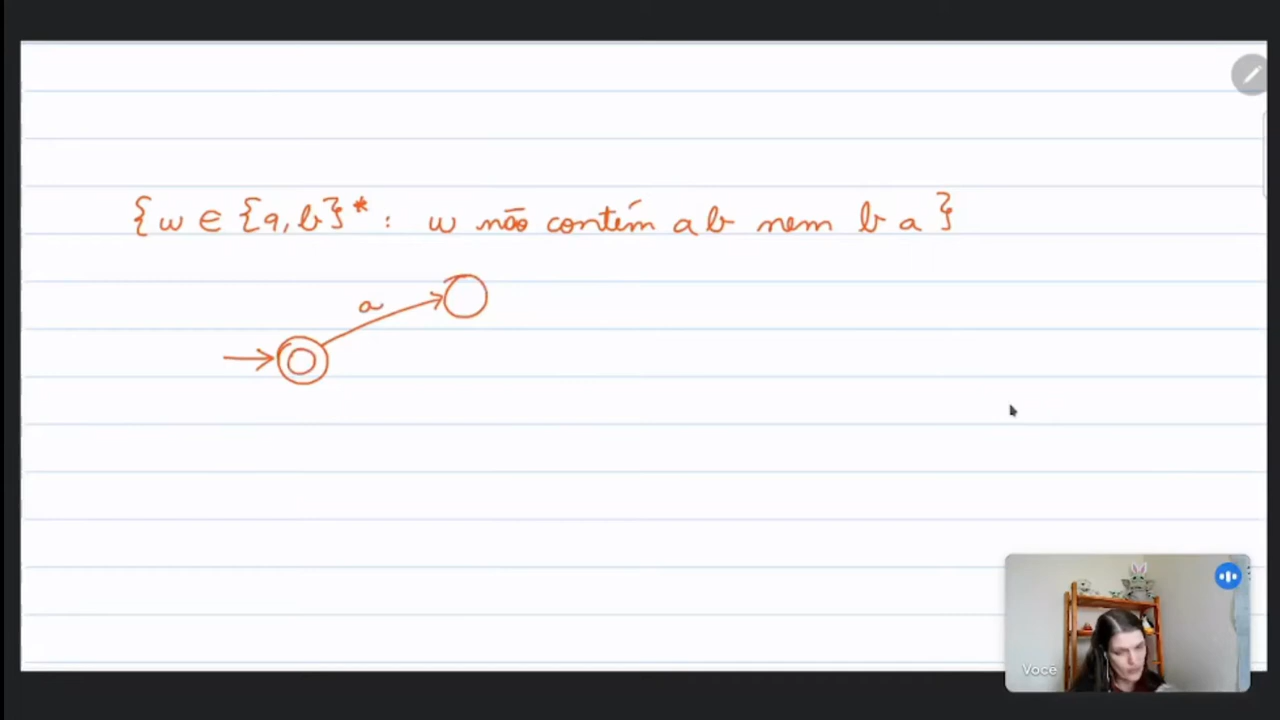 {w ∈ {a,b}* : w não contém ab nem ba}
a
Você